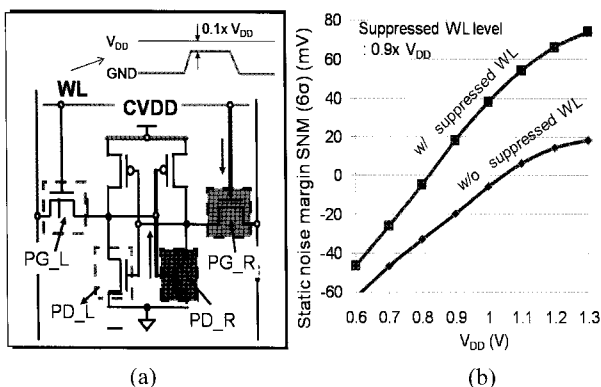 0.1x VDD
VDD
GND
WL
CVDD
PG_L
PG_R
PD_L
PD_R
(a)
Static noise margin SNM (6σ) (mV)
80
60
40
20
0
-20
-40
-60
Suppressed WL level
: 0.9x VDD
w/ suppressed WL
w/o suppressed WL
0.6 0.7 0.8 0.9 1 1.1 1.2 1.3
VDD (V)
(b)